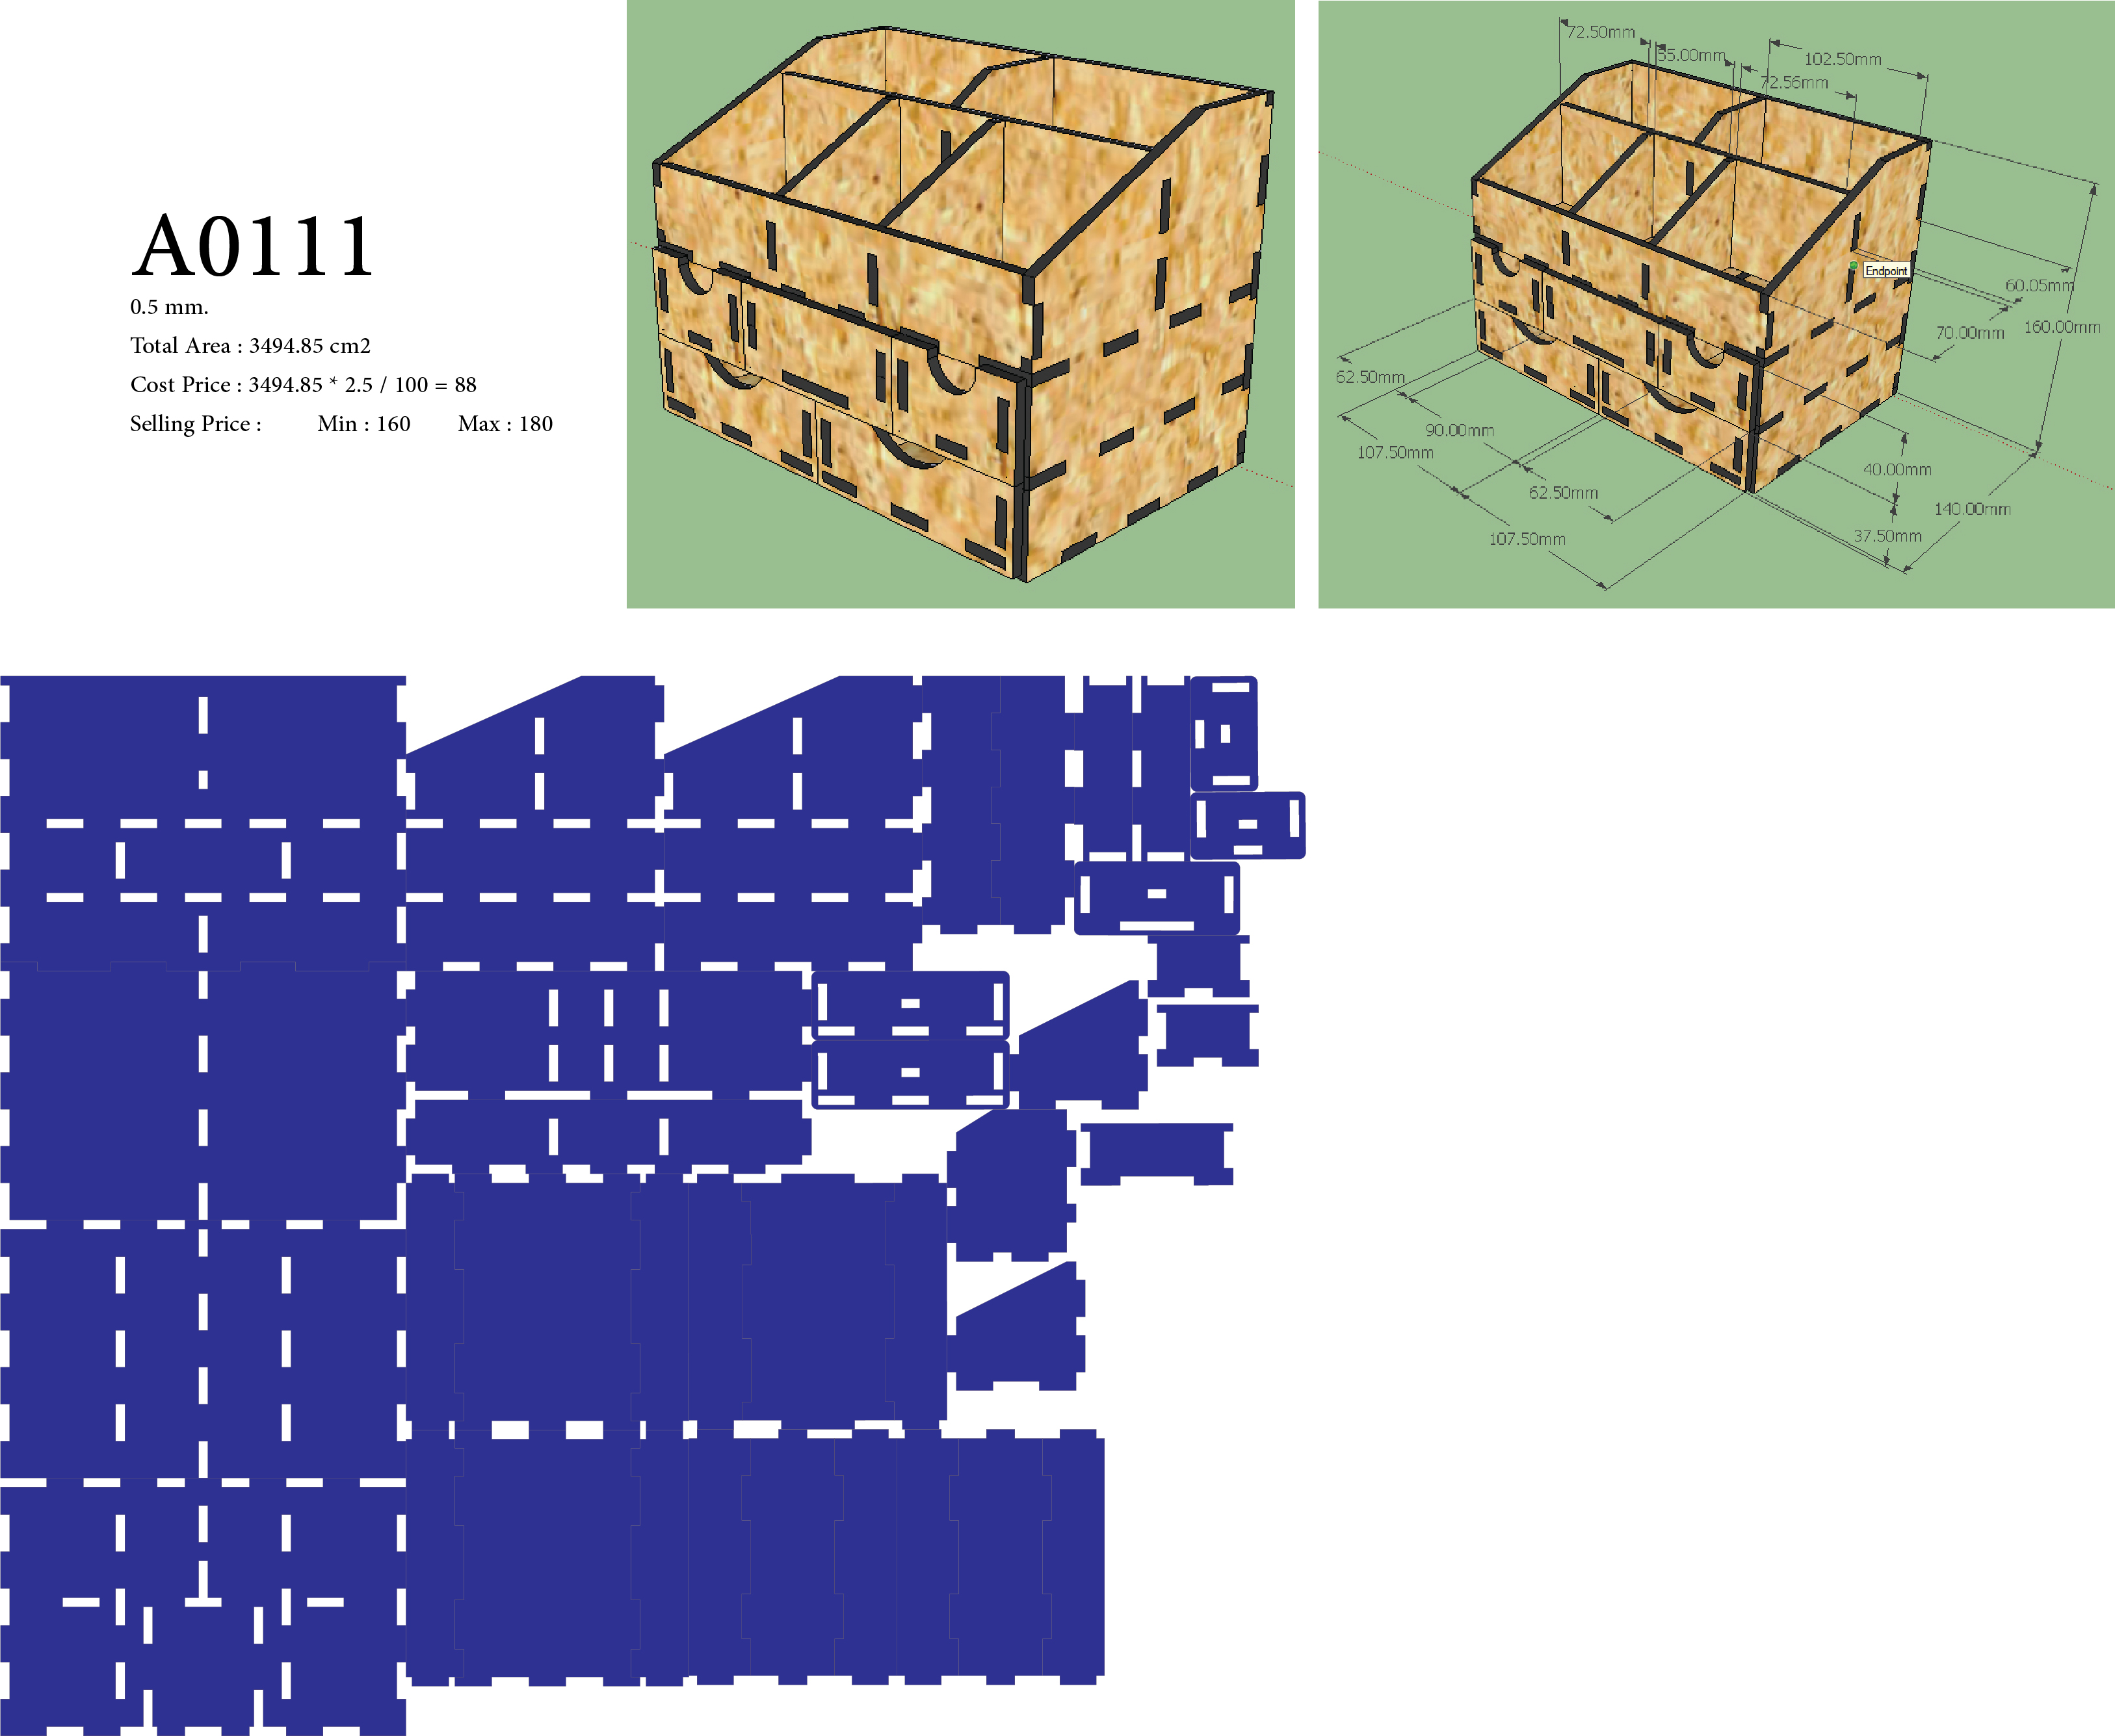 A0111
0.5 mm.
Total Area : 3494.85 cm2
Cost Price : 3494.85 * 2.5 / 100 = 88
Selling Price : Min : 160 Max : 180
72.50mm
55.00mm
102.50mm
72.56mm
Endpoint
60.05mm
160.00mm
70.00mm
62.50mm
90.00mm
107.50mm
40.00mm
62.50mm
140.00mm
37.50mm
107.50mm